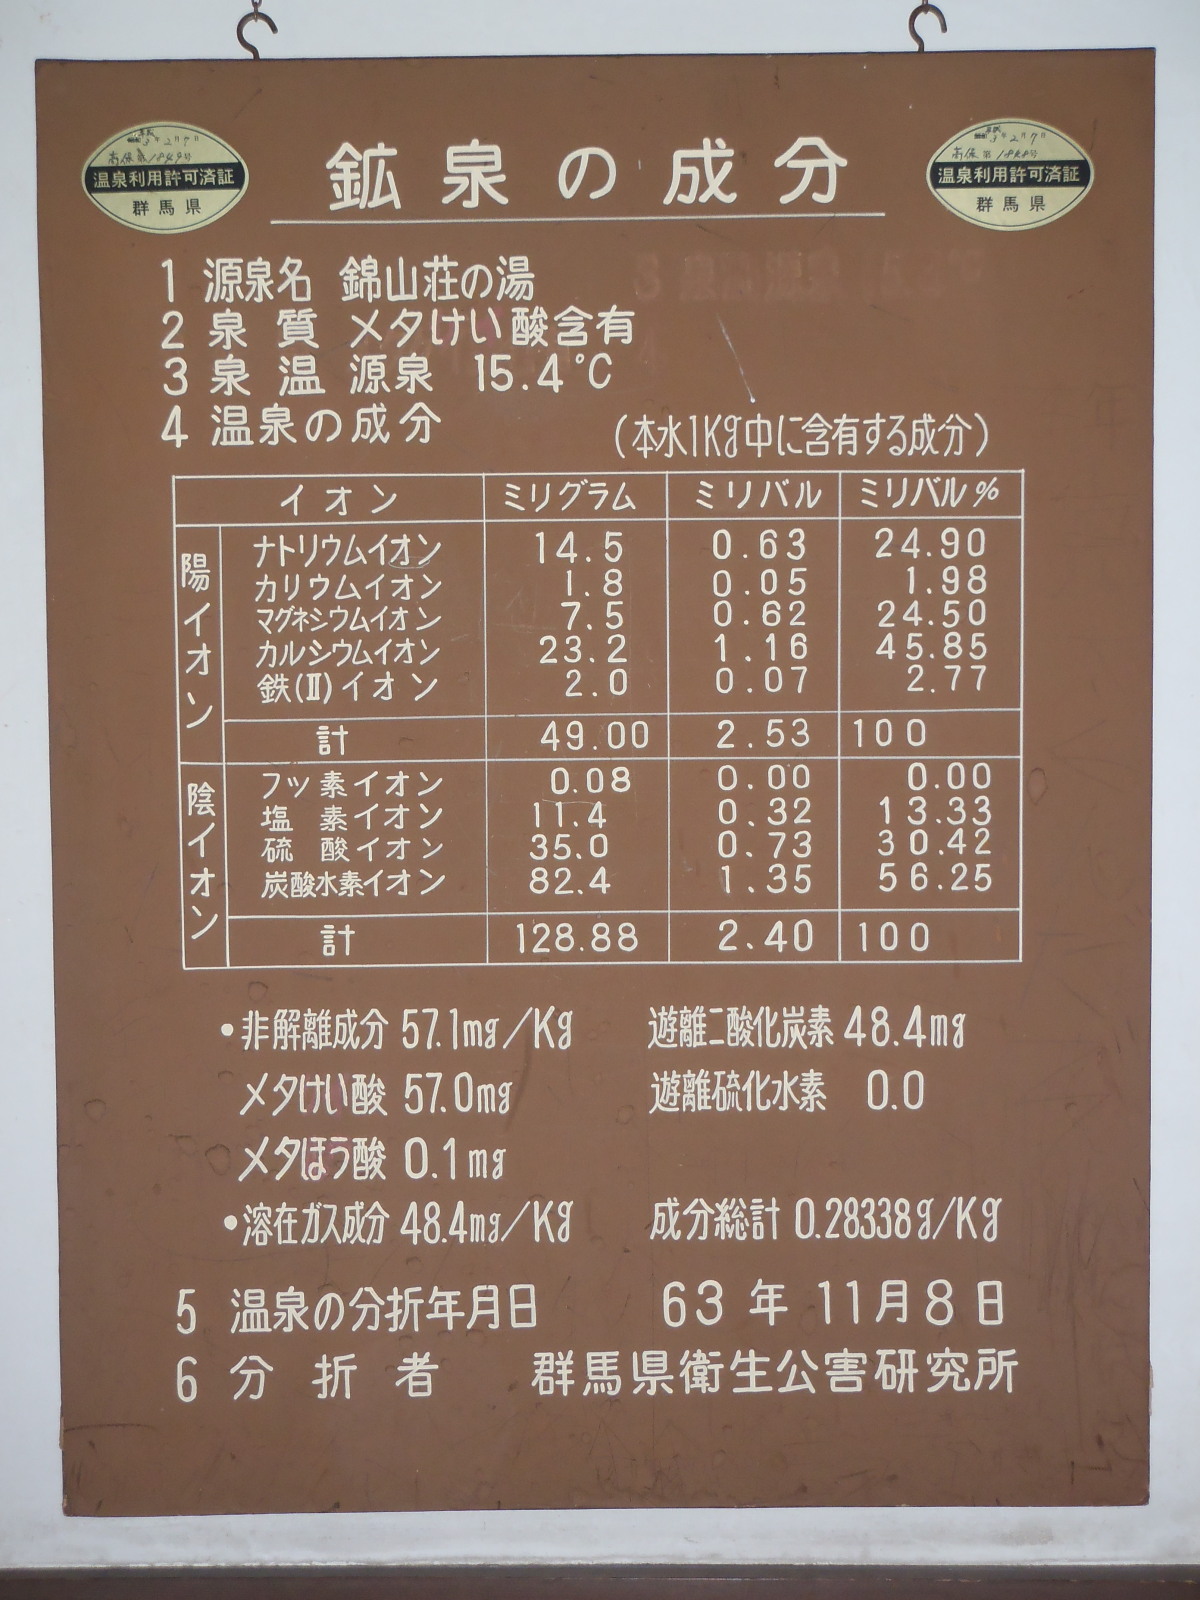 鉱泉の成分
3年2月7日
温泉利用許可済証
群馬県
3年2月7日
温泉利用許可済証
群馬県
1 源泉名 錦山荘の湯
2 泉質 メタけい酸含有
3 泉温 源泉 15.4℃
4 温泉の成分
(本水1Kg中に含有する成分)
イオン ミリグラム ミリバル ミリバル%
陽イオン
ナトリウムイオン 14.5 0.63 24.90
カリウムイオン 1.8 0.05 1.98
マグネシウムイオン 7.5 0.62 24.50
カルシウムイオン 23.2 1.16 45.85
鉄(Ⅱ)イオン 2.0 0.07 2.77
計 49.00 2.53 100
陰イオン
フッ素イオン 0.08 0.00 0.00
塩素イオン 11.4 0.32 13.33
硫酸イオン 35.0 0.73 30.42
炭酸水素イオン 82.4 1.35 56.25
計 128.88 2.40 100
・非解離成分 57.1mg/Kg 遊離二酸化炭素 48.4mg
メタけい酸 57.0mg 遊離硫化水素 0.0
メタほう酸 0.1mg
・溶在ガス成分 48.4mg/Kg 成分総計 0.28338g/Kg
5 温泉の分折年月日 63年11月8日
6 分折者 群馬県衛生公害研究所